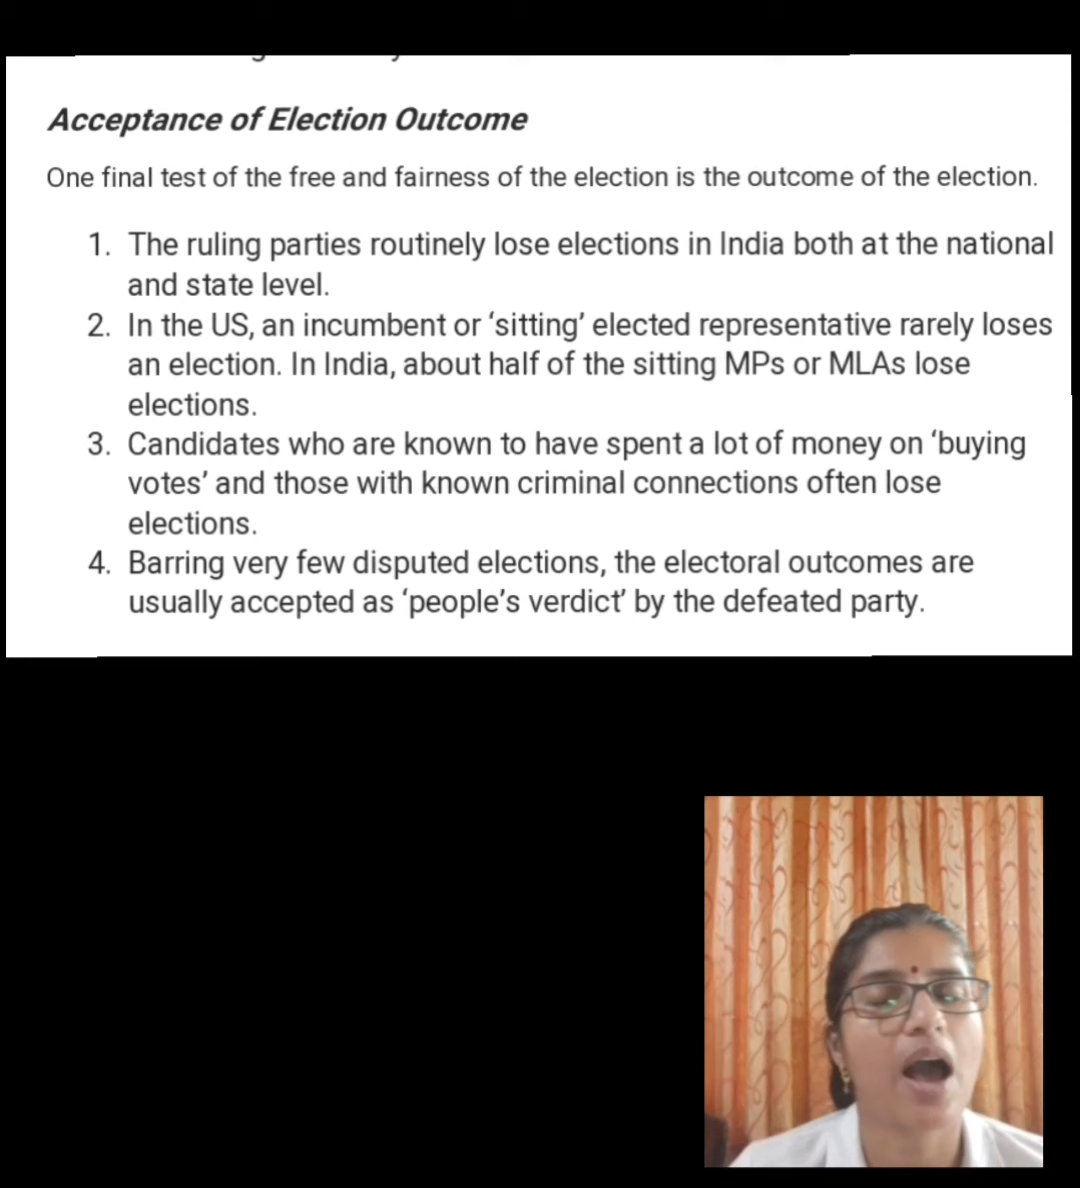 Acceptance of Election Outcome
One final test of the free and fairness of the election is the outcome of the election.
1. The ruling parties routinely lose elections in India both at the national
and state level.
2. In the US, an incumbent or ‘sitting’ elected representative rarely loses
an election. In India, about half of the sitting MPs or MLAs lose
elections.
3. Candidates who are known to have spent a lot of money on ‘buying
votes’ and those with known criminal connections often lose
elections.
4. Barring very few disputed elections, the electoral outcomes are
usually accepted as ‘people’s verdict’ by the defeated party.